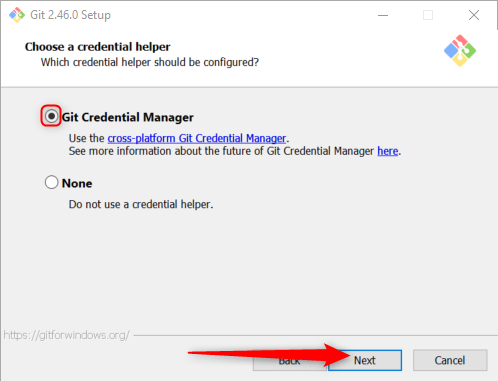 Git 2.46.0 Setup
Choose a credential helper
Which credential helper should be configured?
Git Credential Manager
Use the cross-platform Git Credential Manager.
See more information about the future of Git Credential Manager here.
None
Do not use a credential helper.
https://gitforwindows.org/
Back Next Cancel